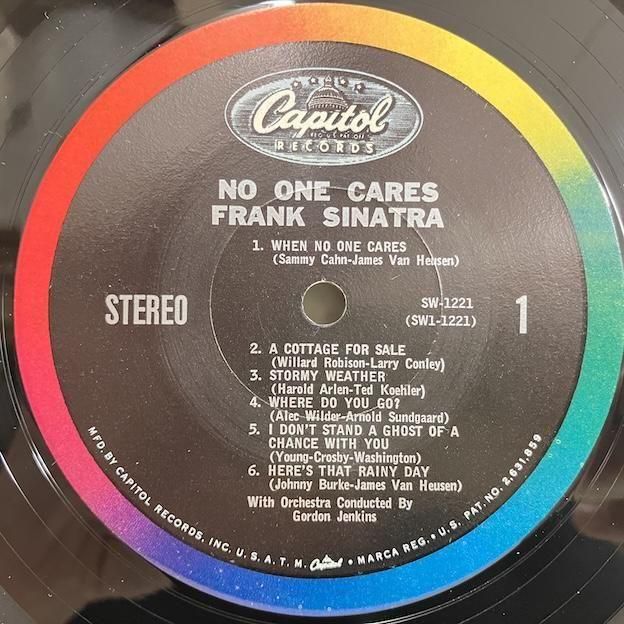 Capitol
REG. U.S. PAT. OFF.
RECORDS
NO ONE CARES
FRANK SINATRA
1. WHEN NO ONE CARES
(Sammy Cahn-James Van Heusen)
STEREO
SW-1221
(SW1-1221)
1
2. A COTTAGE FOR SALE
(Willard Robison-Larry Conley)
3. STORMY WEATHER
(Harold Arlen-Ted Koehler)
4. WHERE DO YOU GO?
(Alec Wilder-Arnold Sundgaard)
5. I DON'T STAND A GHOST OF A
CHANCE WITH YOU
(Young-Crosby-Washington)
6. HERE'S THAT RAINY DAY
(Johnny Burke-James Van Heusen)
With Orchestra Conducted By
Gordon Jenkins
MFD. BY CAPITOL RECORDS, INC. U.S.A. T.M. Capitol • MARCA REG. • U.S. PAT. NO. 2,631,859